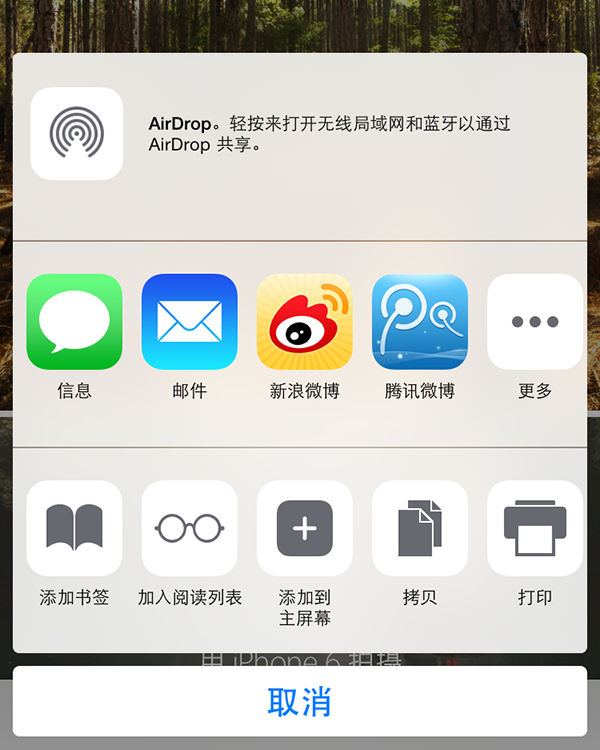 AirDrop。轻按来打开无线局域网和蓝牙以通过
AirDrop 共享。
信息
邮件
新浪微博
腾讯微博
更多
添加书签
加入阅读列表
添加到
主屏幕
拷贝
打印
用 iPhone 6 拍摄
取消